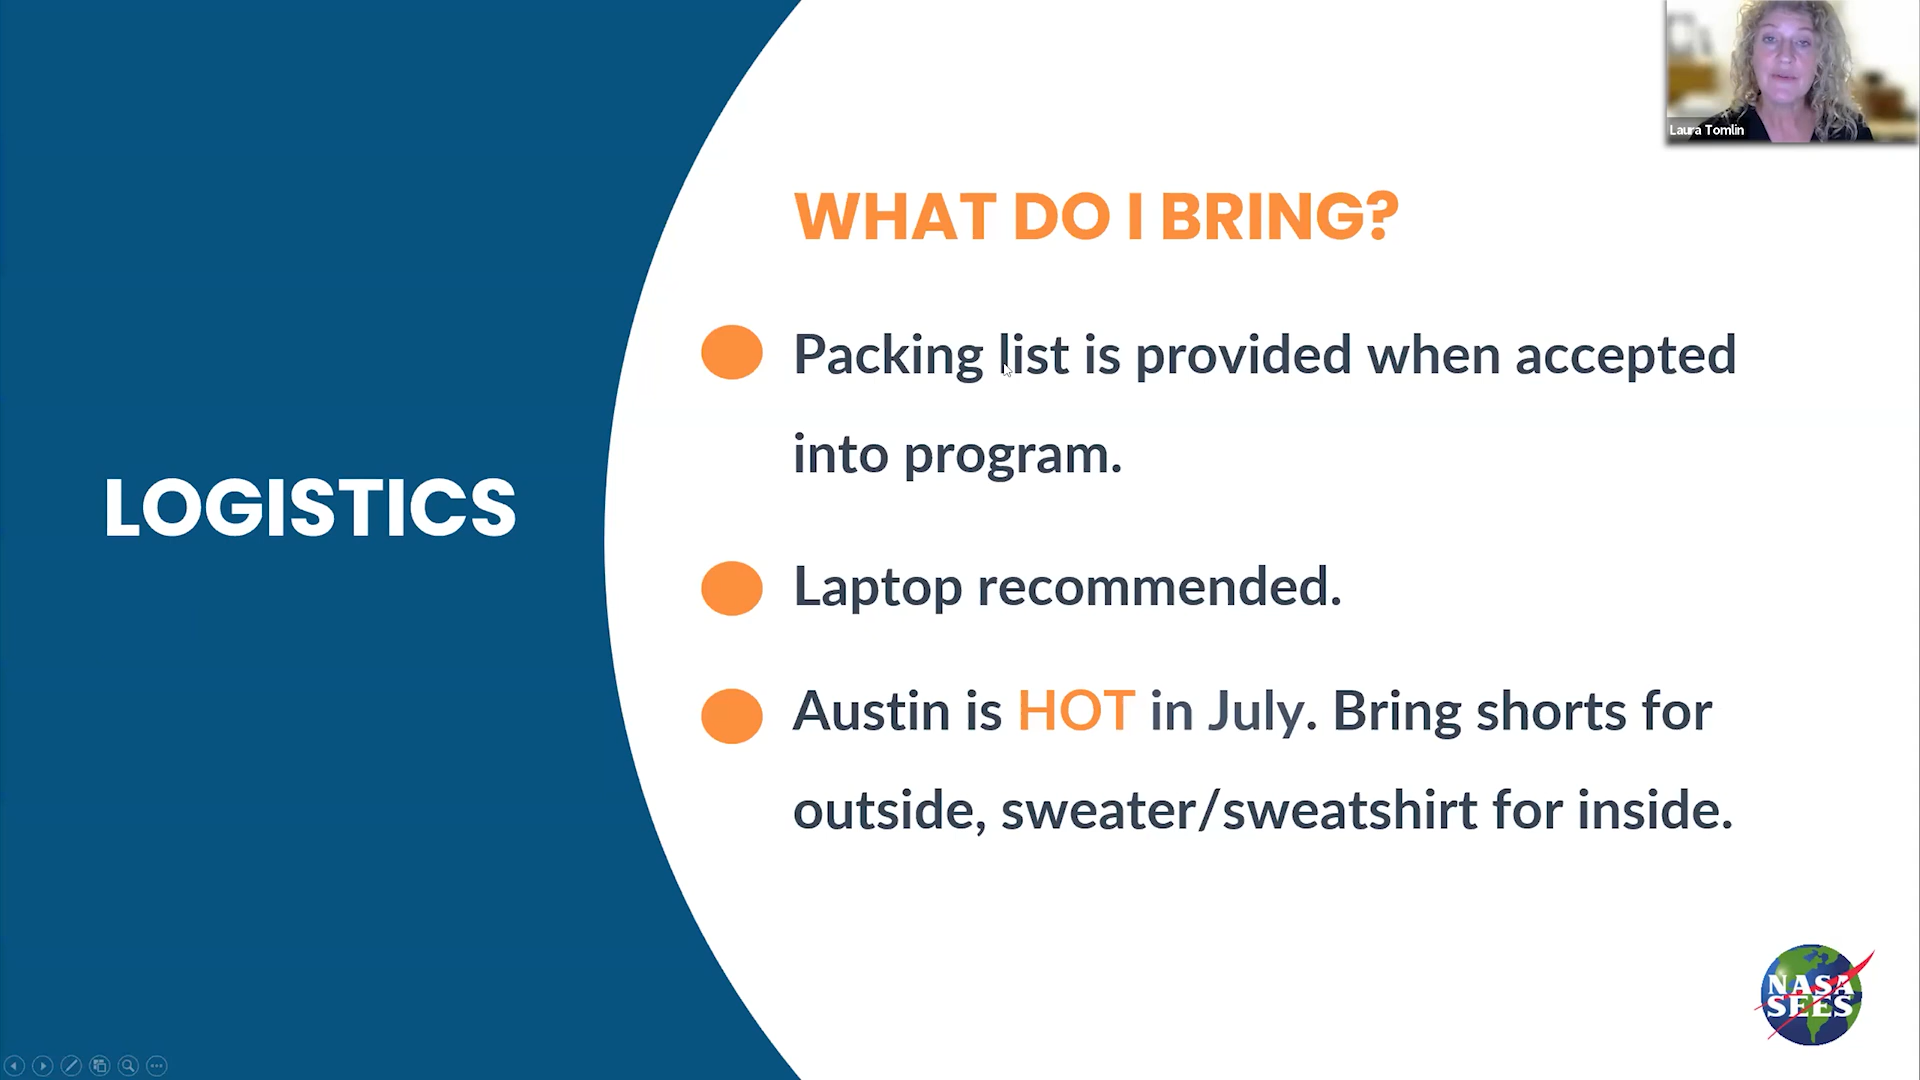 Laura Tomlin
WHAT DO I BRING?
Packing list is provided when accepted
into program.
LOGISTICS
Laptop recommended.
Austin is HOT in July. Bring shorts for
outside, sweater/sweatshirt for inside.
NASA
SEES